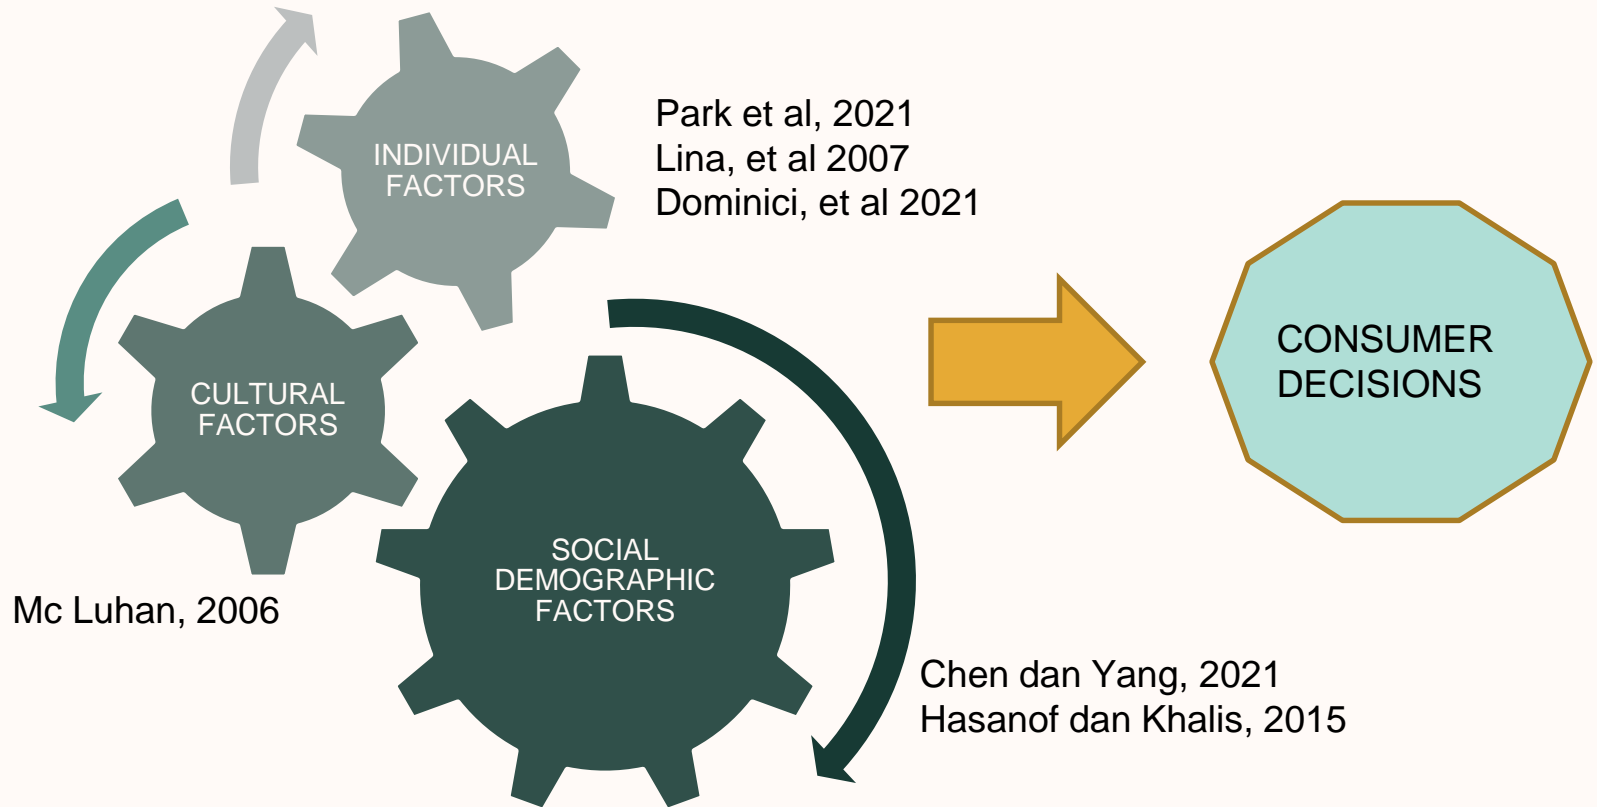 INDIVIDUAL
FACTORS
Park et al, 2021
Lina, et al 2007
Dominici, et al 2021
CULTURAL
FACTORS
Mc Luhan, 2006
SOCIAL
DEMOGRAPHIC
FACTORS
Chen dan Yang, 2021
Hasanof dan Khalis, 2015
CONSUMER
DECISIONS